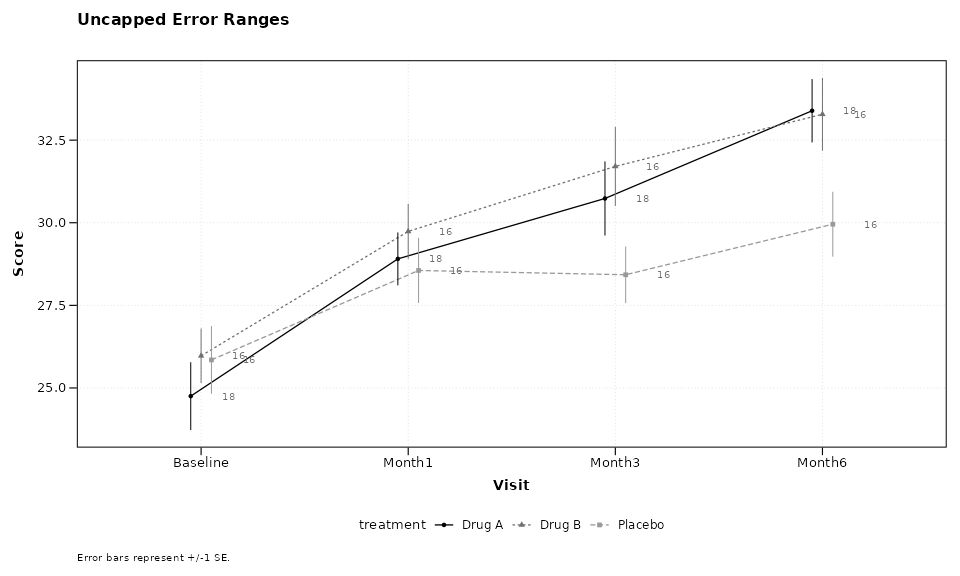 Uncapped Error Ranges
Score
32.5
30.0
27.5
25.0
18
16
16
16
18
16
16
18
16
18
16
16
Baseline
Month1
Month3
Month6
Visit
treatment Drug A Drug B Placebo
Error bars represent +/-1 SE.